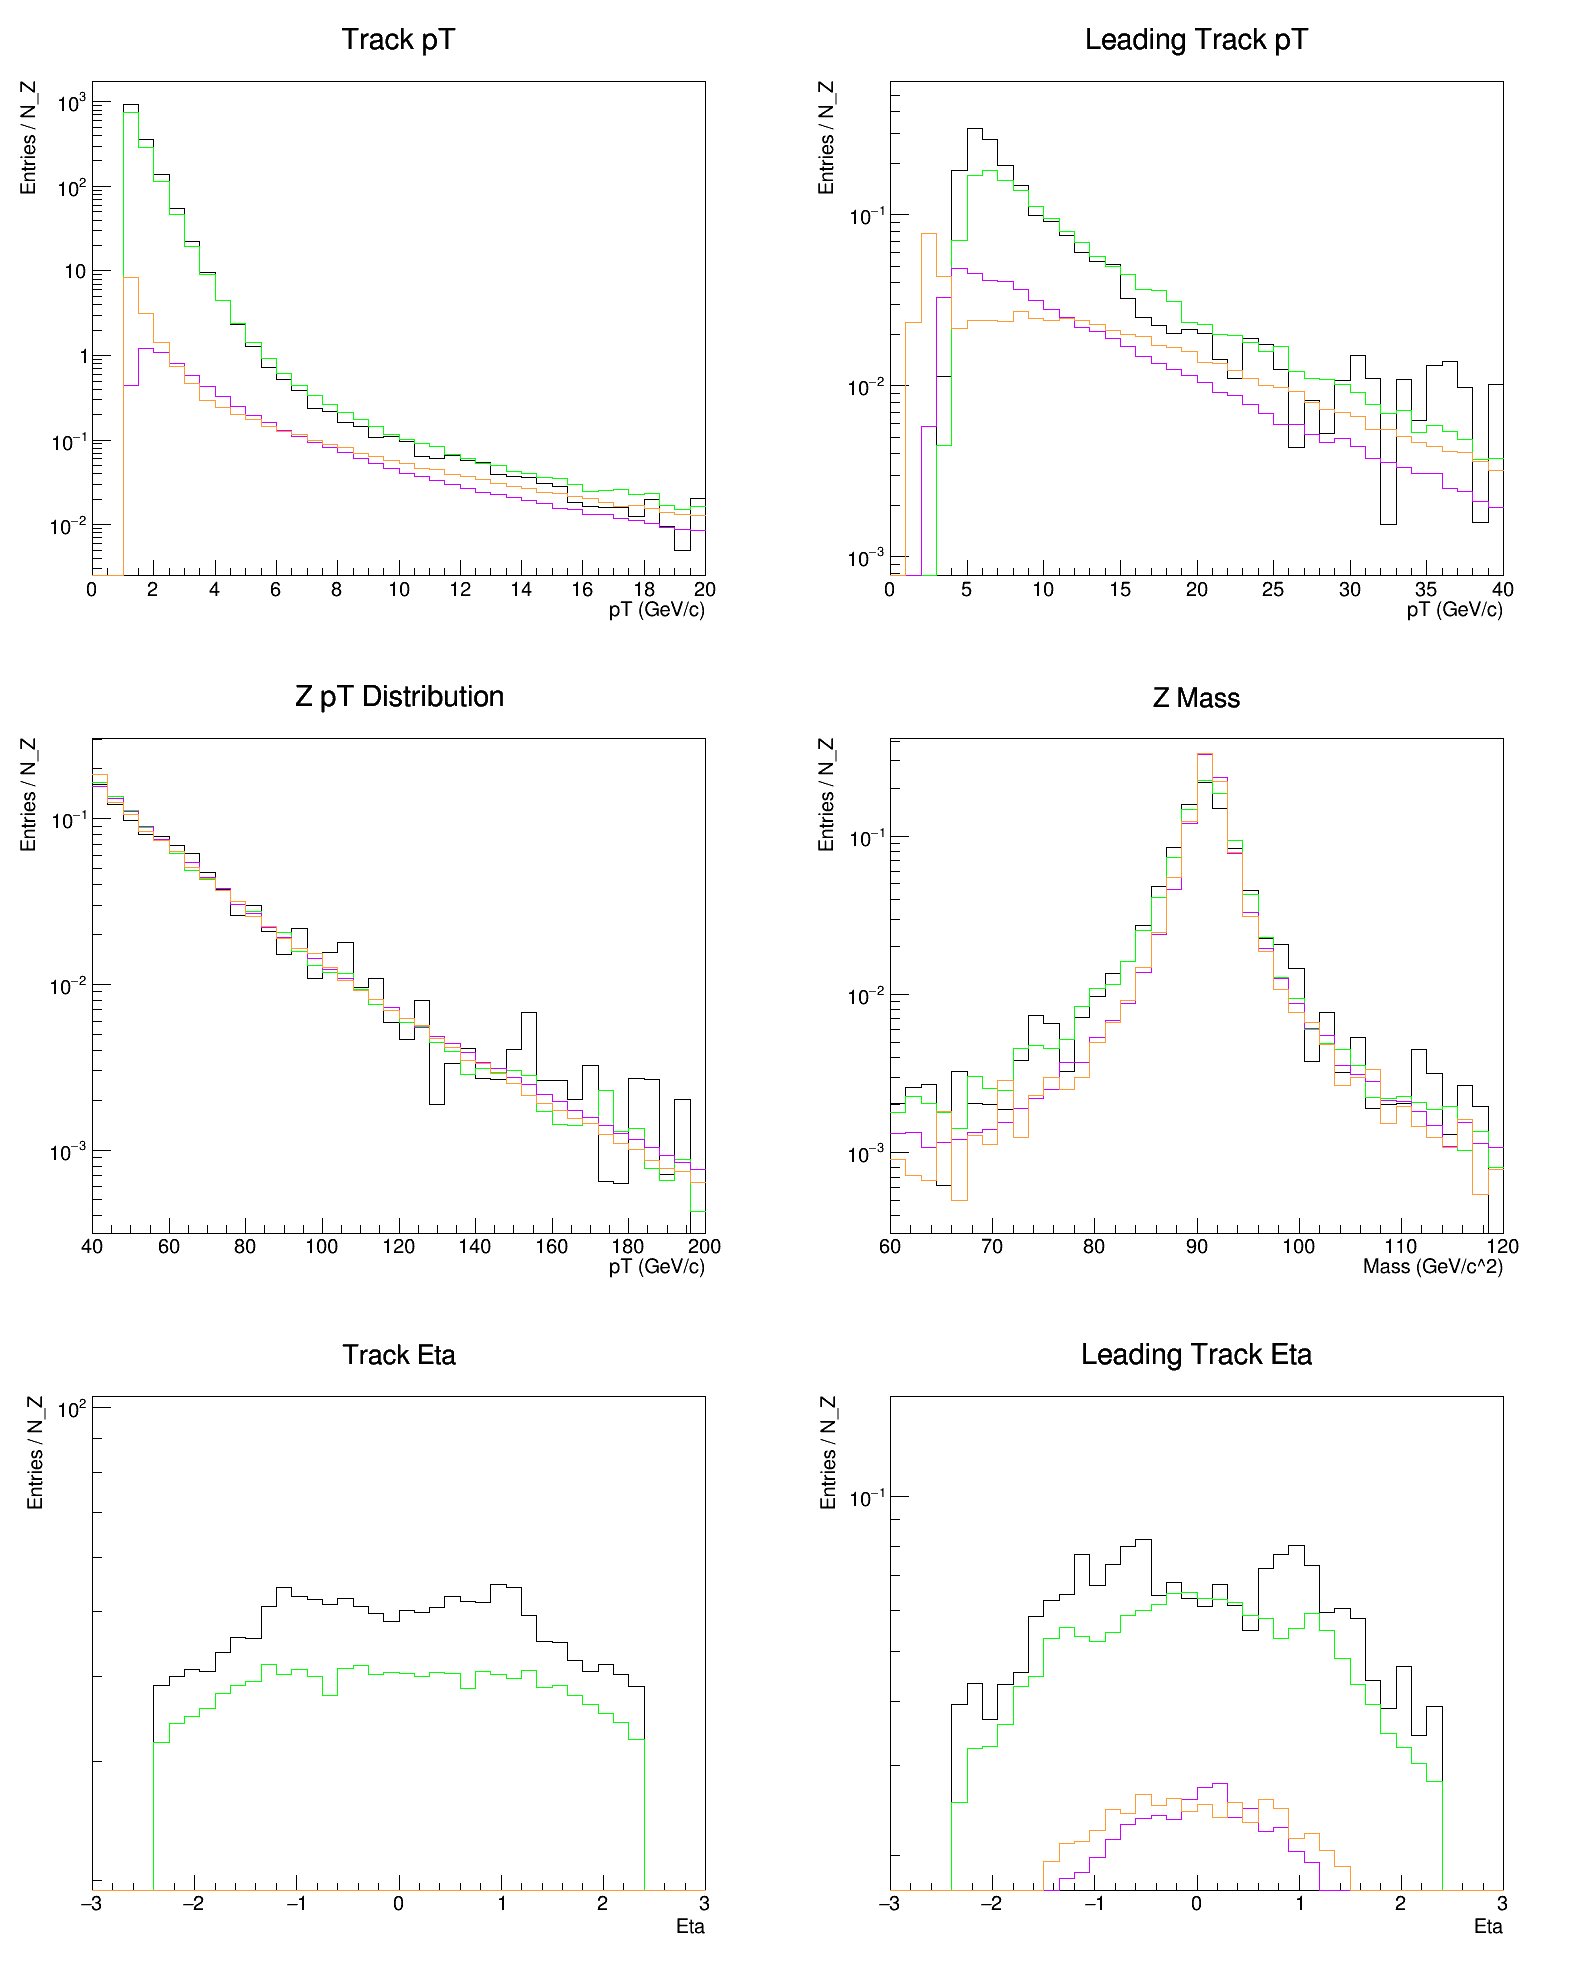 Track pT
Entries / N_Z
10^3
10^2
10
1
10^−1
10^−2
0 2 4 6 8 10 12 14 16 18 20
pT (GeV/c)
Leading Track pT
Entries / N_Z
10^−1
10^−2
10^−3
0 5 10 15 20 25 30 35 40
pT (GeV/c)
Z pT Distribution
Entries / N_Z
10^−1
10^−2
10^−3
40 60 80 100 120 140 160 180 200
pT (GeV/c)
Z Mass
Entries / N_Z
10^−1
10^−2
10^−3
60 70 80 90 100 110 120
Mass (GeV/c^2)
Track Eta
Entries / N_Z
10^2
−3 −2 −1 0 1 2 3
Eta
Leading Track Eta
Entries / N_Z
10^−1
−3 −2 −1 0 1 2 3
Eta